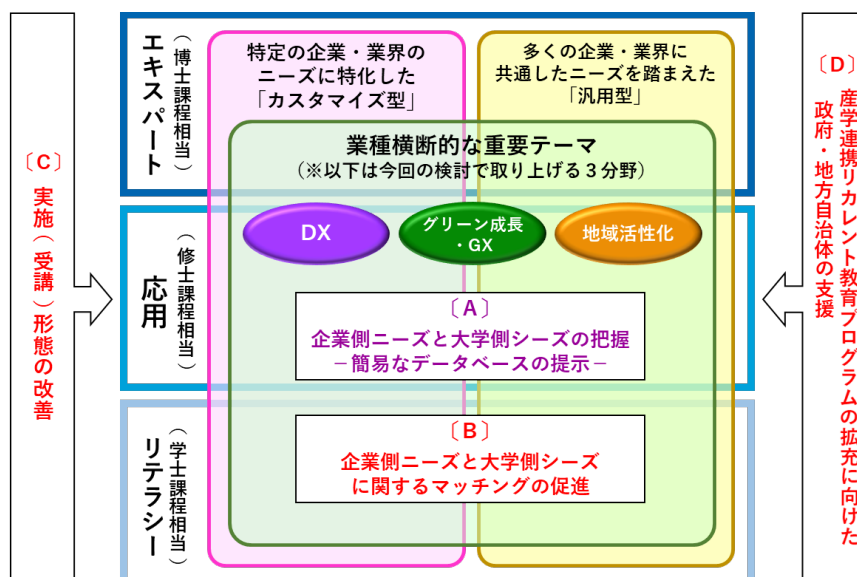 〔C〕
実施（受講）形態の改善
エキスパート
（博士課程相当）
特定の企業・業界の
ニーズに特化した
「カスタマイズ型」
多くの企業・業界に
共通したニーズを踏まえた
「汎用型」
業種横断的な重要テーマ
（※以下は今回の検討で取り上げる３分野）
DX
グリーン成長
・GX
地域活性化
応用
（修士課程相当）
〔A〕
企業側ニーズと大学側シーズの把握
－簡易なデータベースの提示－
リテラシー
（学士課程相当）
〔B〕
企業側ニーズと大学側シーズ
に関するマッチングの促進
〔D〕
産学連携リカレント教育プログラムの拡充に向けた
政府・地方自治体の支援